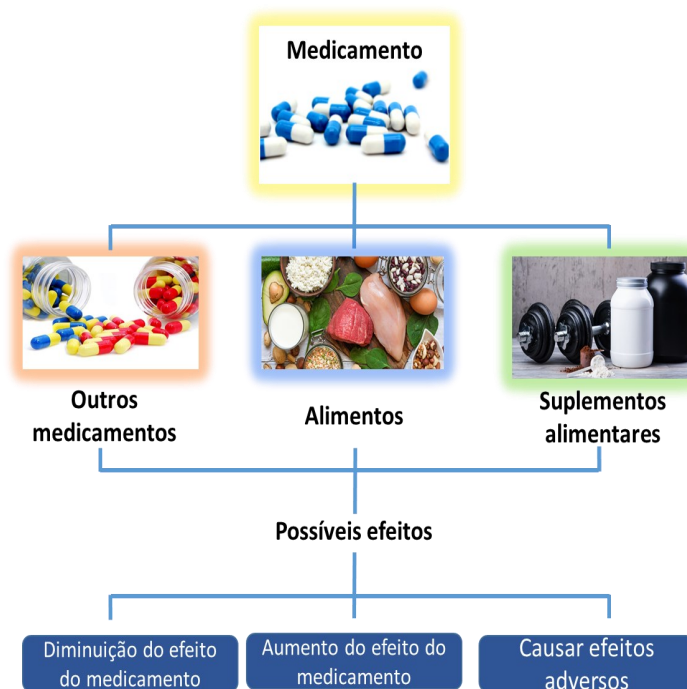 Medicamento
Outros
medicamentos
Alimentos
Suplementos
alimentares
Possíveis efeitos
Diminuição do efeito
do medicamento
Aumento do efeito do
medicamento
Causar efeitos
adversos